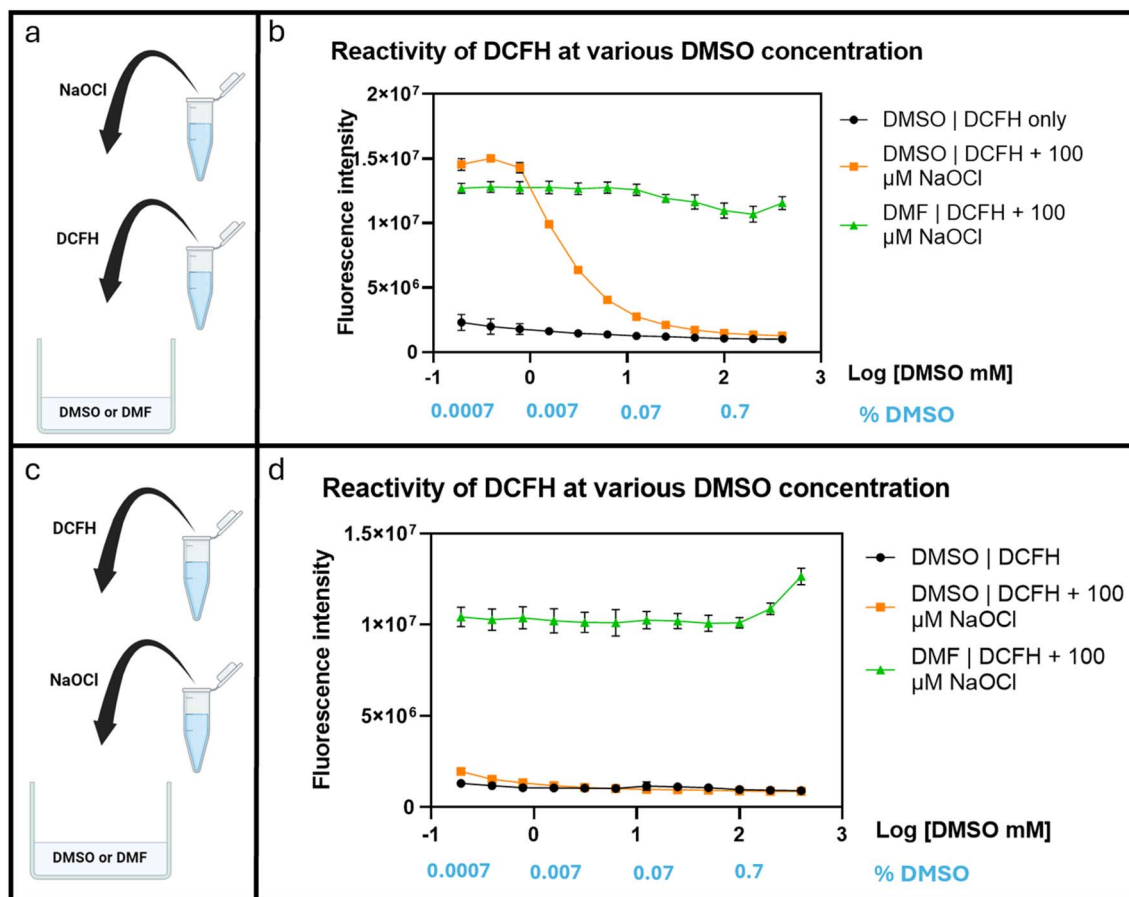 a
NaOCl
DCFH
DMSO or DMF
b
Reactivity of DCFH at various DMSO concentration
2×10⁷
1.5×10⁷
1×10⁷
5×10⁶
0
Fluorescence intensity
-1 0 1 2 3
Log [DMSO mM]
0.0007 0.007 0.07 0.7
% DMSO
DMSO | DCFH only
DMSO | DCFH + 100
µM NaOCl
DMF | DCFH + 100
µM NaOCl
c
DCFH
NaOCl
DMSO or DMF
d
Reactivity of DCFH at various DMSO concentration
1.5×10⁷
1×10⁷
5×10⁶
0
Fluorescence intensity
-1 0 1 2 3
Log [DMSO mM]
0.0007 0.007 0.07 0.7
% DMSO
DMSO | DCFH
DMSO | DCFH + 100
µM NaOCl
DMF | DCFH + 100
µM NaOCl